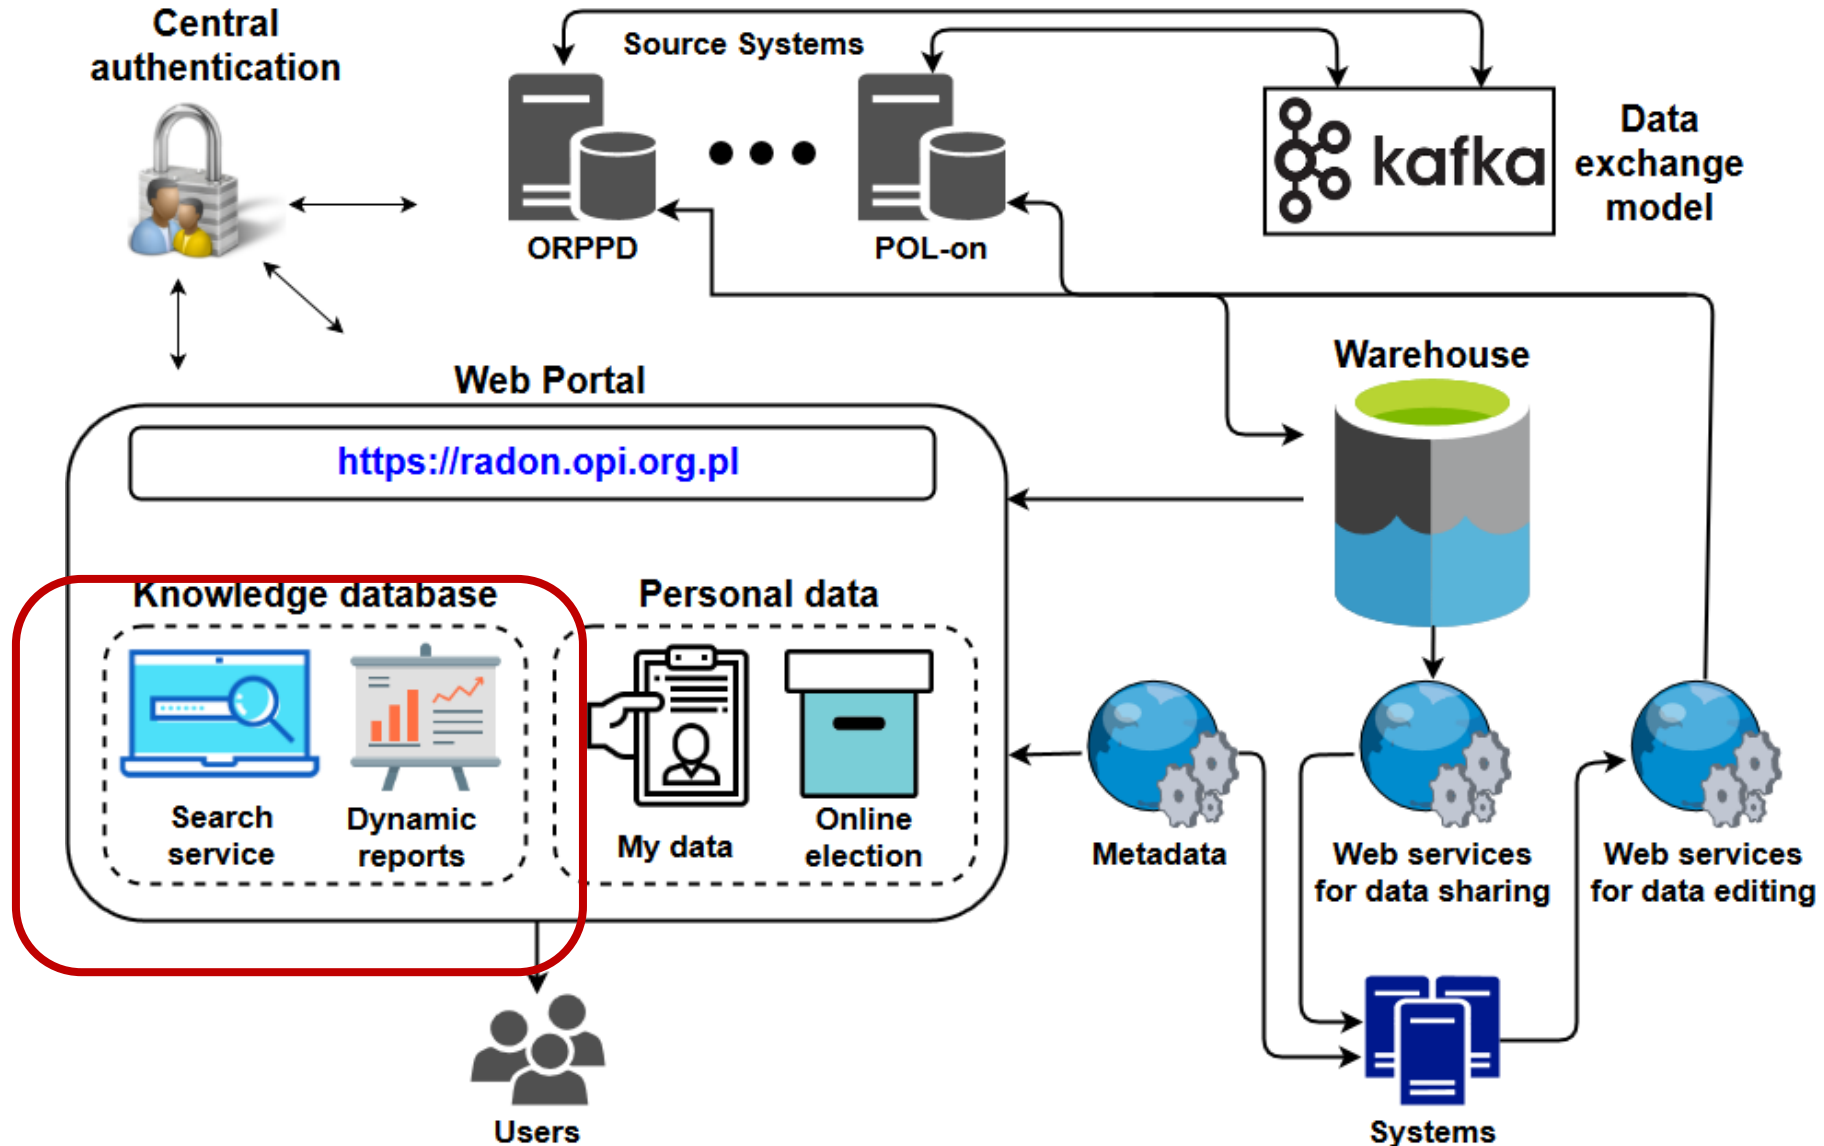 Central
authentication
Source Systems
ORPPD
POL-on
kafka
Data
exchange
model
Web Portal
https://radon.opi.org.pl
Warehouse
Knowledge database
Personal data
Search
service
Dynamic
reports
My data
Online
election
Metadata
Web services
for data sharing
Web services
for data editing
Users
Systems